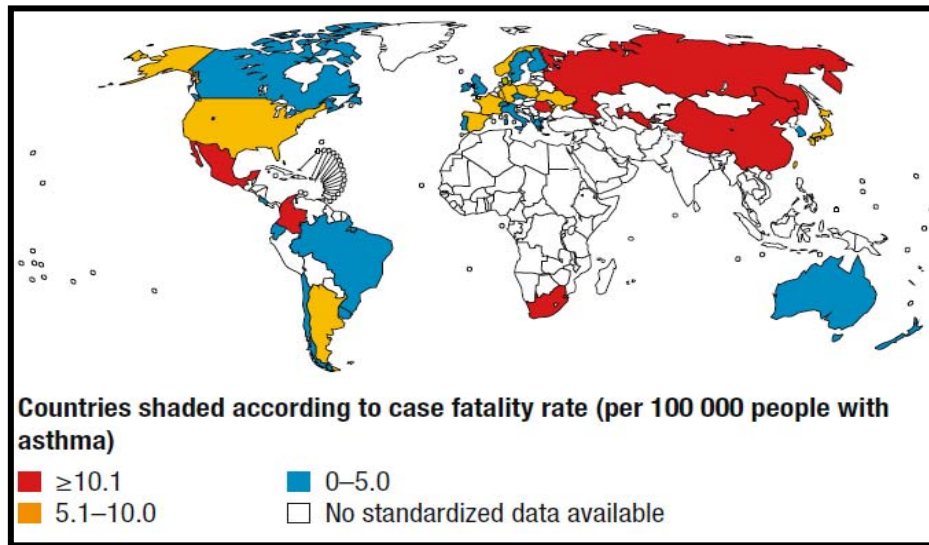 Countries shaded according to case fatality rate (per 100 000 people with
asthma)
≥10.1
0–5.0
5.1–10.0
No standardized data available